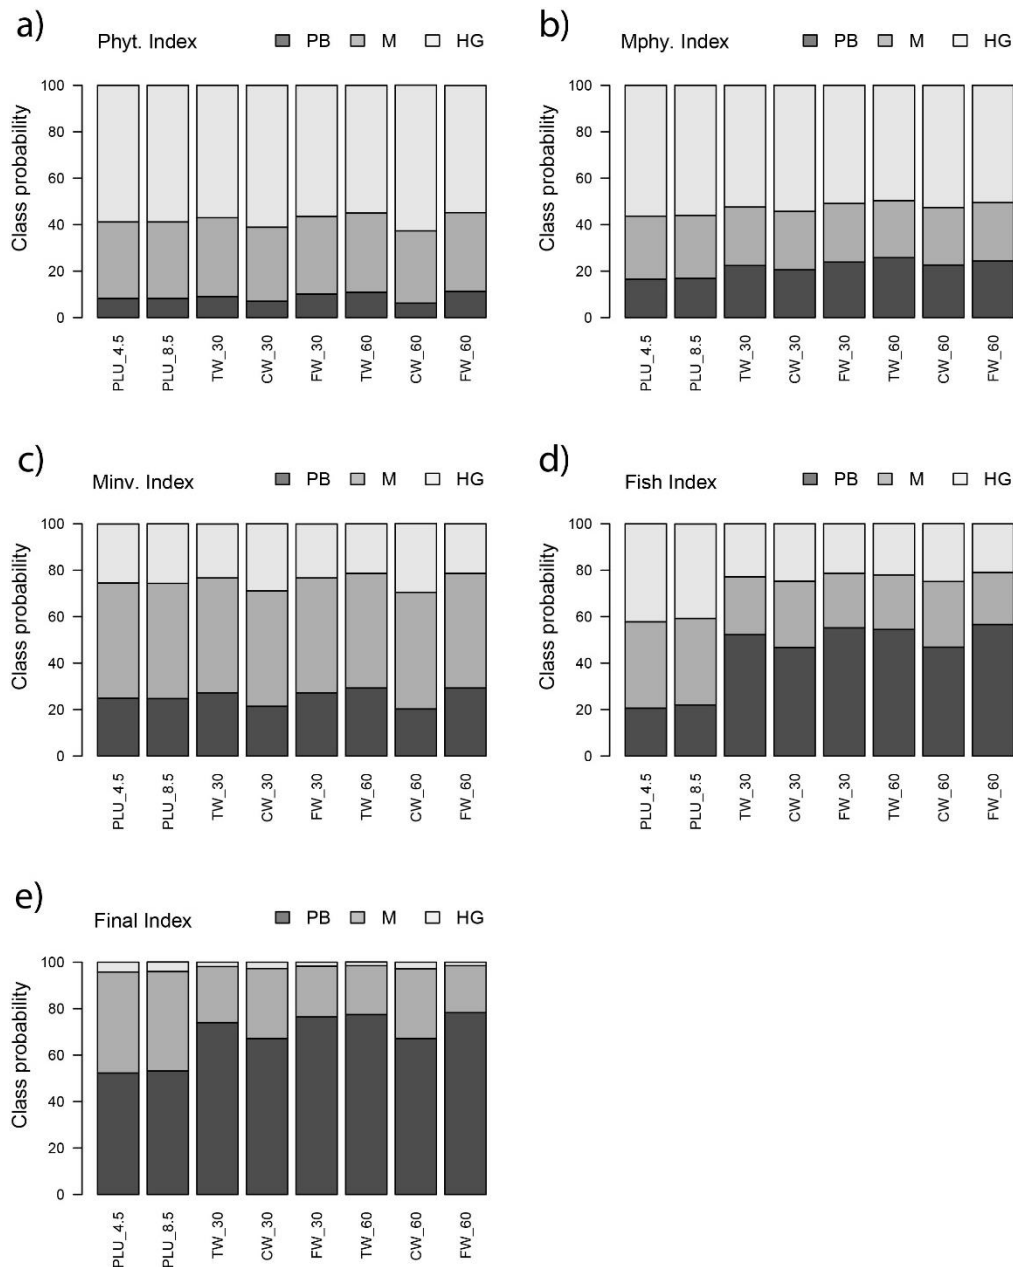 a)
Phyt. Index PB M HG
Class probability
100
80
60
40
20
0
PLU_4.5 PLU_8.5 TW_30 CW_30 FW_30 TW_60 CW_60 FW_60
b)
Mphy. Index PB M HG
Class probability
100
80
60
40
20
0
PLU_4.5 PLU_8.5 TW_30 CW_30 FW_30 TW_60 CW_60 FW_60
c)
Minv. Index PB M HG
Class probability
100
80
60
40
20
0
PLU_4.5 PLU_8.5 TW_30 CW_30 FW_30 TW_60 CW_60 FW_60
d)
Fish Index PB M HG
Class probability
100
80
60
40
20
0
PLU_4.5 PLU_8.5 TW_30 CW_30 FW_30 TW_60 CW_60 FW_60
e)
Final Index PB M HG
Class probability
100
80
60
40
20
0
PLU_4.5 PLU_8.5 TW_30 CW_30 FW_30 TW_60 CW_60 FW_60